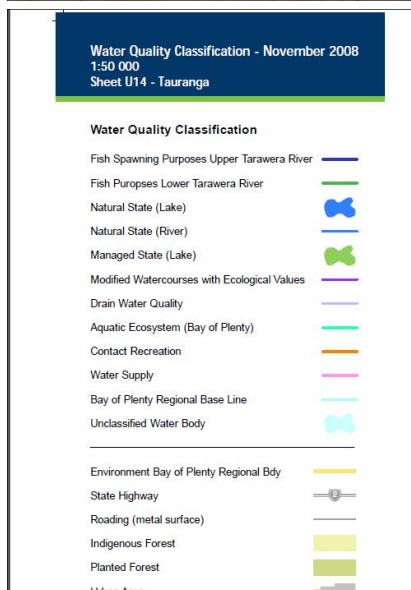 Water Quality Classification - November 2008
1:50 000
Sheet U14 - Tauranga
Water Quality Classification
Fish Spawning Purposes Upper Tarawera River
Fish Puropses Lower Tarawera River
Natural State (Lake)
Natural State (River)
Managed State (Lake)
Modified Watercourses with Ecological Values
Drain Water Quality
Aquatic Ecosystem (Bay of Plenty)
Contact Recreation
Water Supply
Bay of Plenty Regional Base Line
Unclassified Water Body
Environment Bay of Plenty Regional Bdy
State Highway
2
Roading (metal surface)
Indigenous Forest
Planted Forest